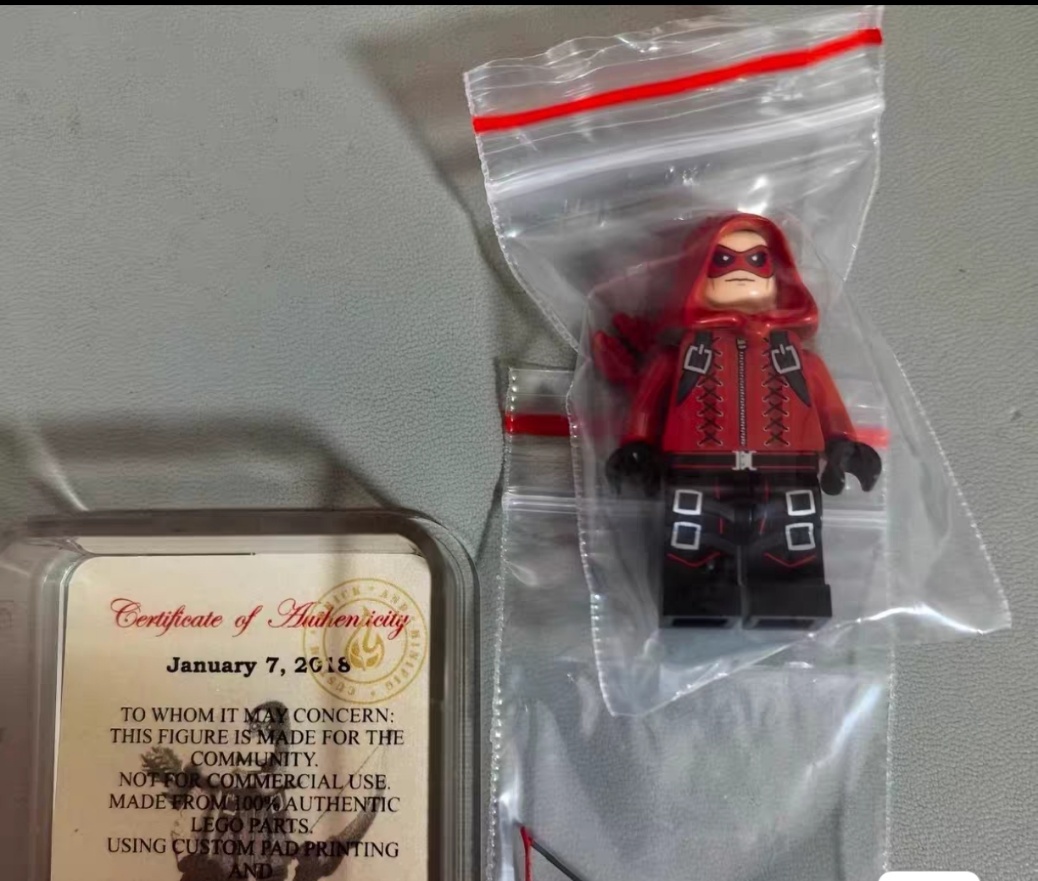 Certificate of Authenticity
January 7, 2018
TO WHOM IT MAY CONCERN:
THIS FIGURE IS MADE FOR THE
COMMUNITY.
NOT FOR COMMERCIAL USE.
MADE FROM 100% AUTHENTIC
LEGO PARTS.
USING CUSTOM PAD PRINTING
AND